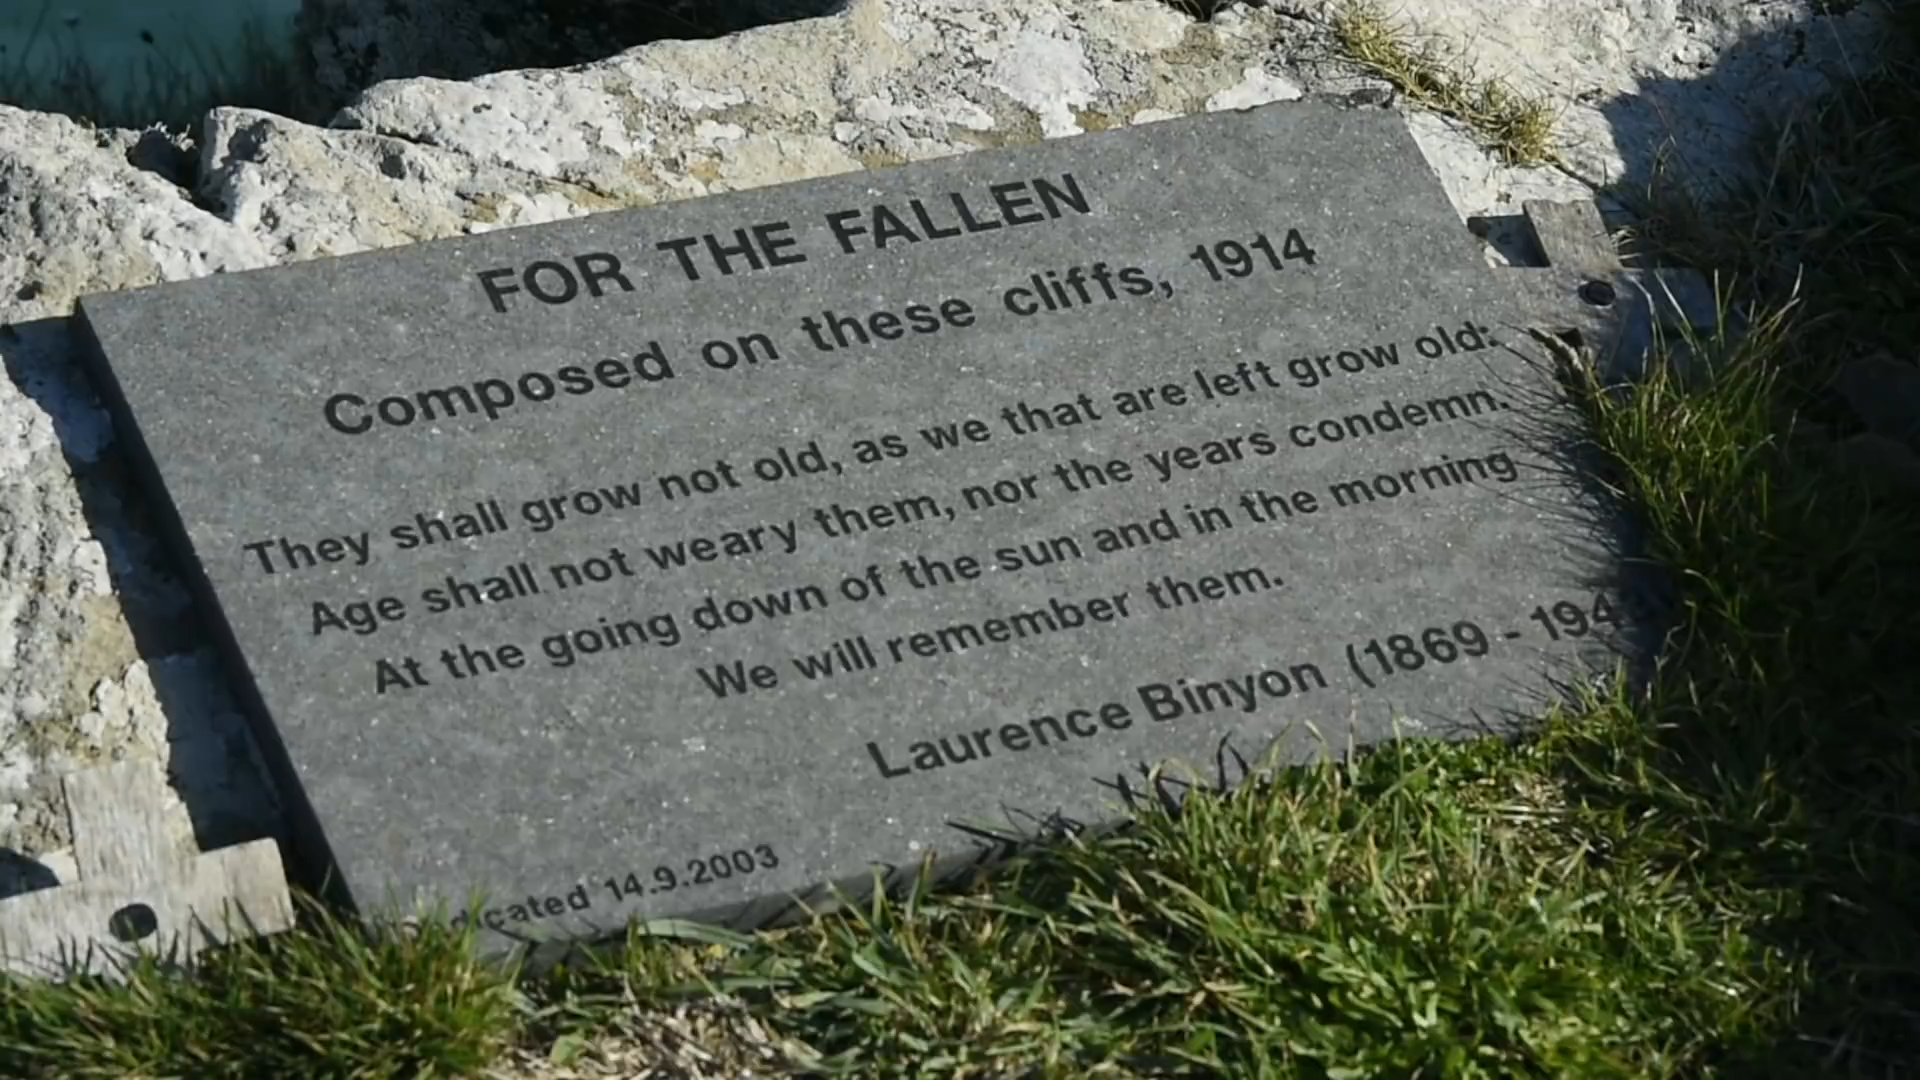 FOR THE FALLEN
Composed on these cliffs, 1914
They shall grow not old, as we that are left grow old:
Age shall not weary them, nor the years condemn.
At the going down of the sun and in the morning
We will remember them.
Laurence Binyon (1869 - 194
dicated 14.9.2003